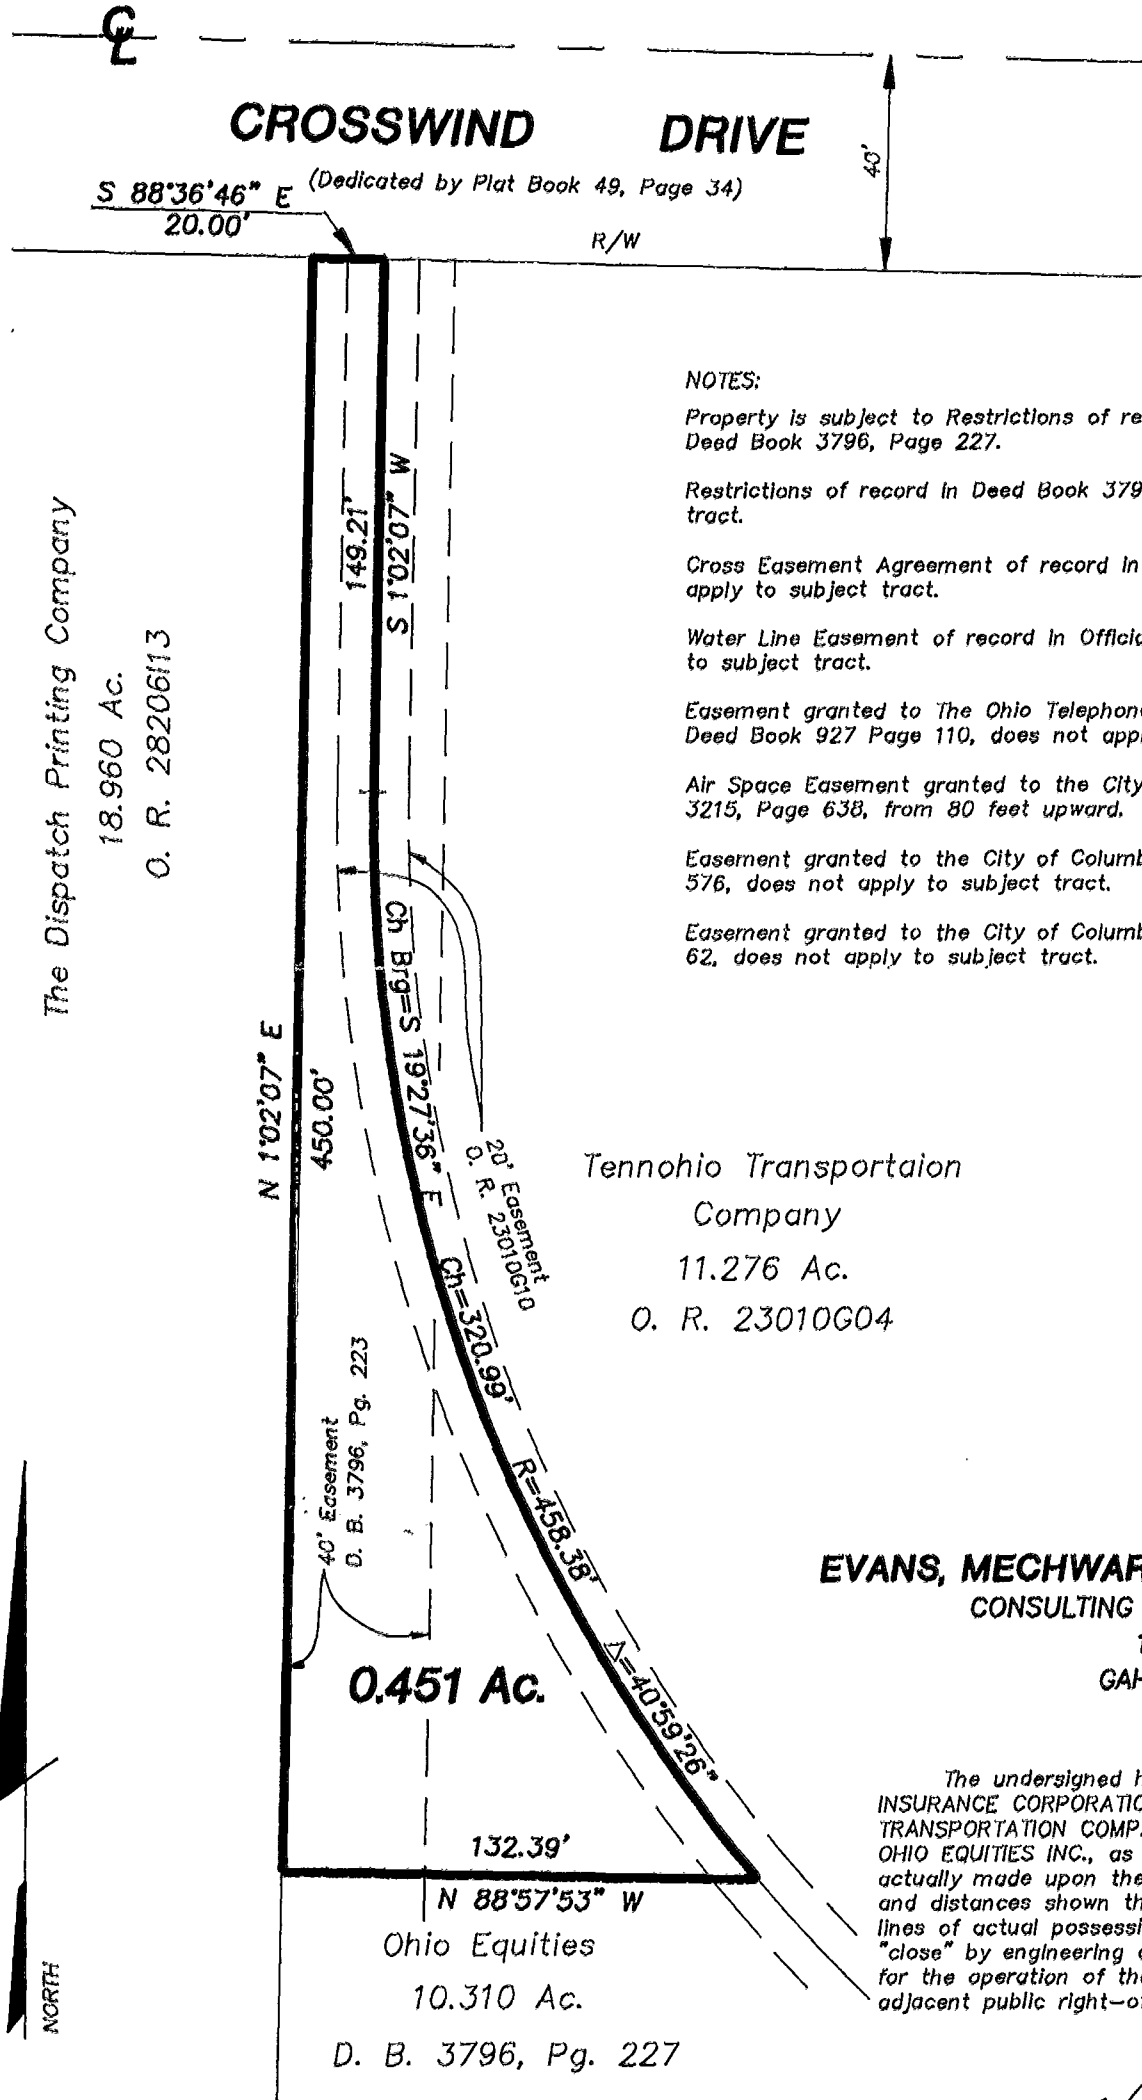 CL
CROSSWIND DRIVE
(Dedicated by Plat Book 49, Page 34)
40'
S 88°36'46" E
20.00'
R/W
NOTES:
Property is subject to Restrictions of re
Deed Book 3796, Page 227.
Restrictions of record in Deed Book 379
tract.
Cross Easement Agreement of record in
apply to subject tract.
Water Line Easement of record in Officia
to subject tract.
Easement granted to The Ohio Telephon
Deed Book 927 Page 110, does not appl
Air Space Easement granted to the City
3215, Page 638, from 80 feet upward.
Easement granted to the City of Columb
576, does not apply to subject tract.
Easement granted to the City of Columb
62, does not apply to subject tract.
149.21'
S 1°02'07" W
The Dispatch Printing Company
18.960 Ac.
O. R. 28206I13
N 1°02'07" E
450.00'
Ch Brg=S 19°27'36" E
Ch=320.99'
R=458.38'
Δ=40°59'26"
20' Easement
O. R. 23010G10
Tennohio Transportaion
Company
11.276 Ac.
O. R. 23010G04
40' Easement
D. B. 3796, Pg. 223
0.451 Ac.
EVANS, MECHWAR
CONSULTING
GAH
The undersigned h
INSURANCE CORPORATIO
TRANSPORTATION COMP
OHIO EQUITIES INC., as
actually made upon the
and distances shown th
lines of actual possessi
"close" by engineering
for the operation of the
adjacent public right-of
132.39'
N 88°57'53" W
Ohio Equities
10.310 Ac.
D. B. 3796, Pg. 227
NORTH